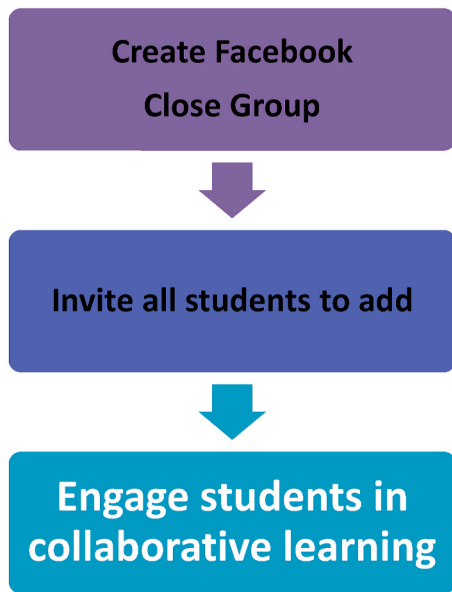 Create Facebook
Close Group
Invite all students to add
Engage students in
collaborative learning